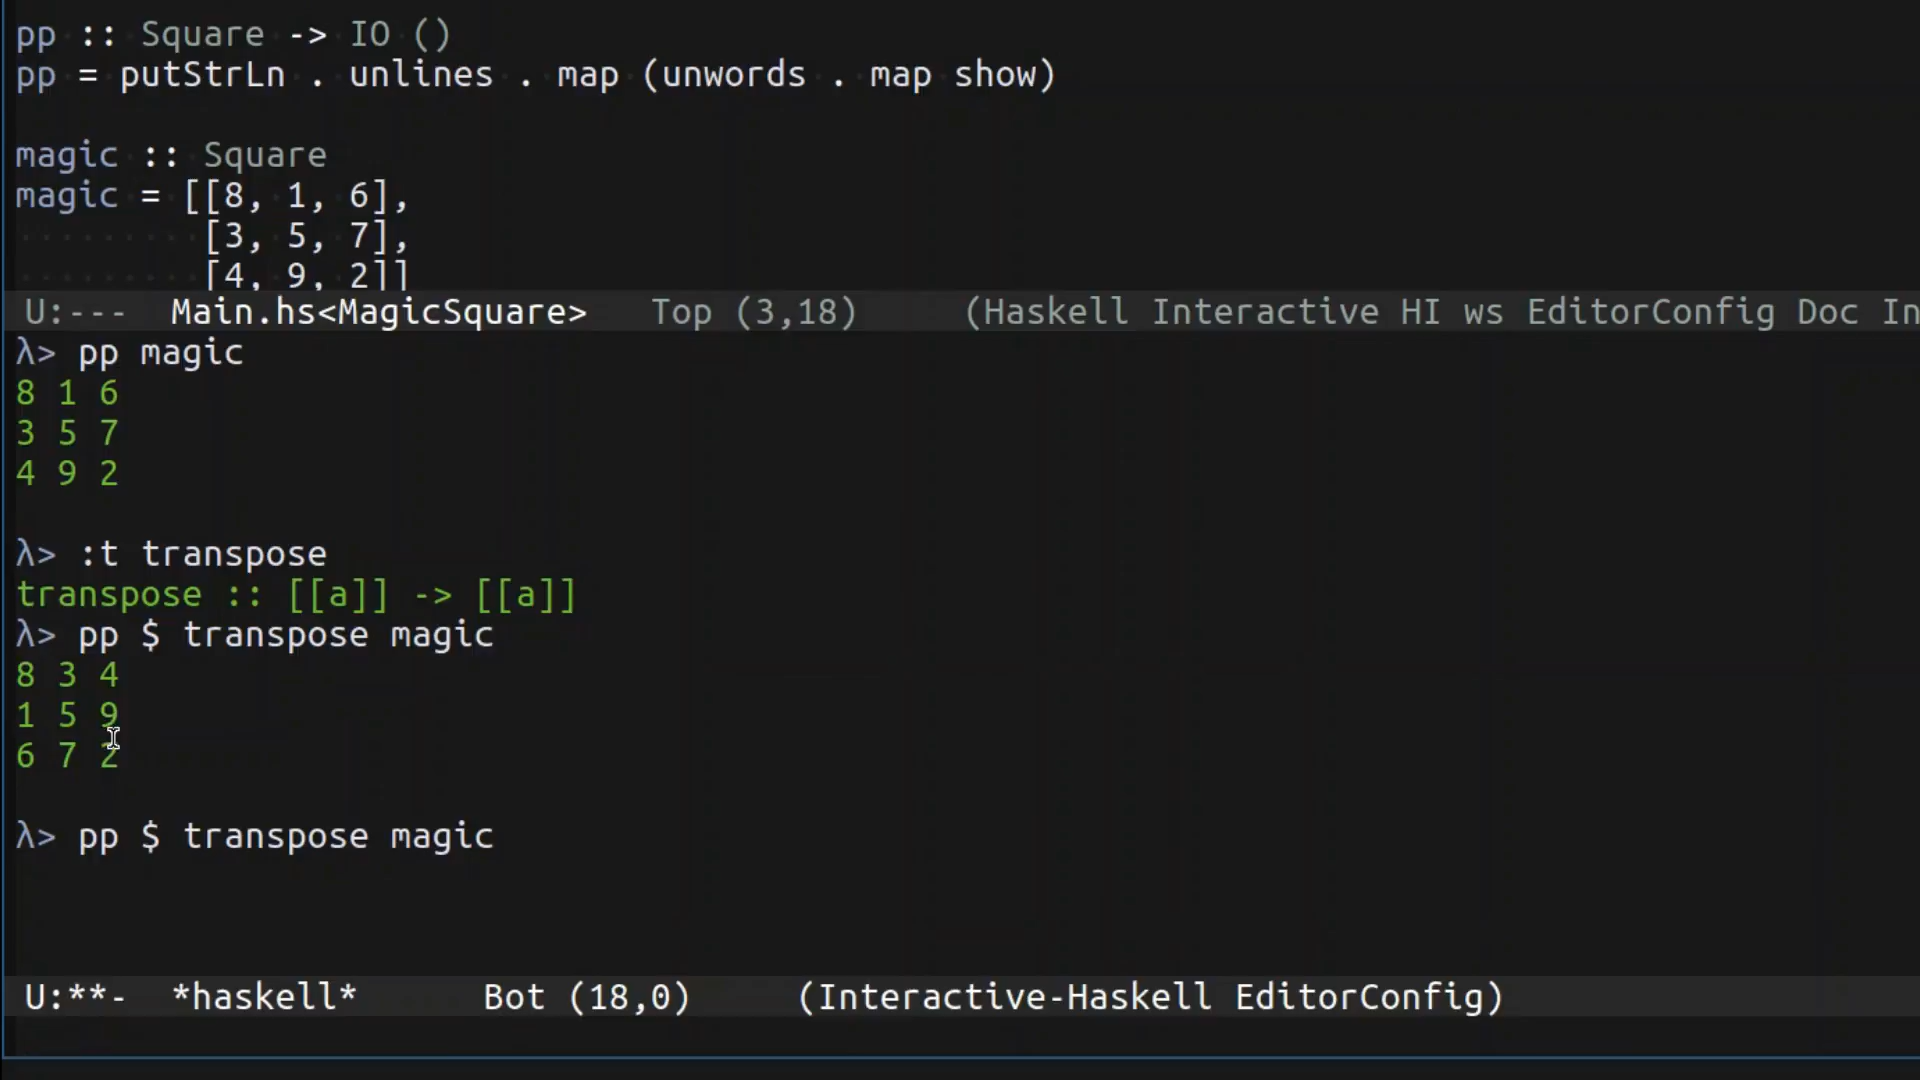 pp :: Square -> IO ()
pp = putStrLn . unlines . map (unwords . map show)
magic :: Square
magic = [[8, 1, 6],
[3, 5, 7],
[4, 9, 2]]
U:--- Main.hs<MagicSquare> Top (3,18) (Haskell Interactive HI ws EditorConfig Doc In
λ> pp magic
8 1 6
3 5 7
4 9 2
λ> :t transpose
transpose :: [[a]] -> [[a]]
λ> pp $ transpose magic
8 3 4
1 5 9
6 7 2
λ> pp $ transpose magic
U:**- *haskell* Bot (18,0) (Interactive-Haskell EditorConfig)